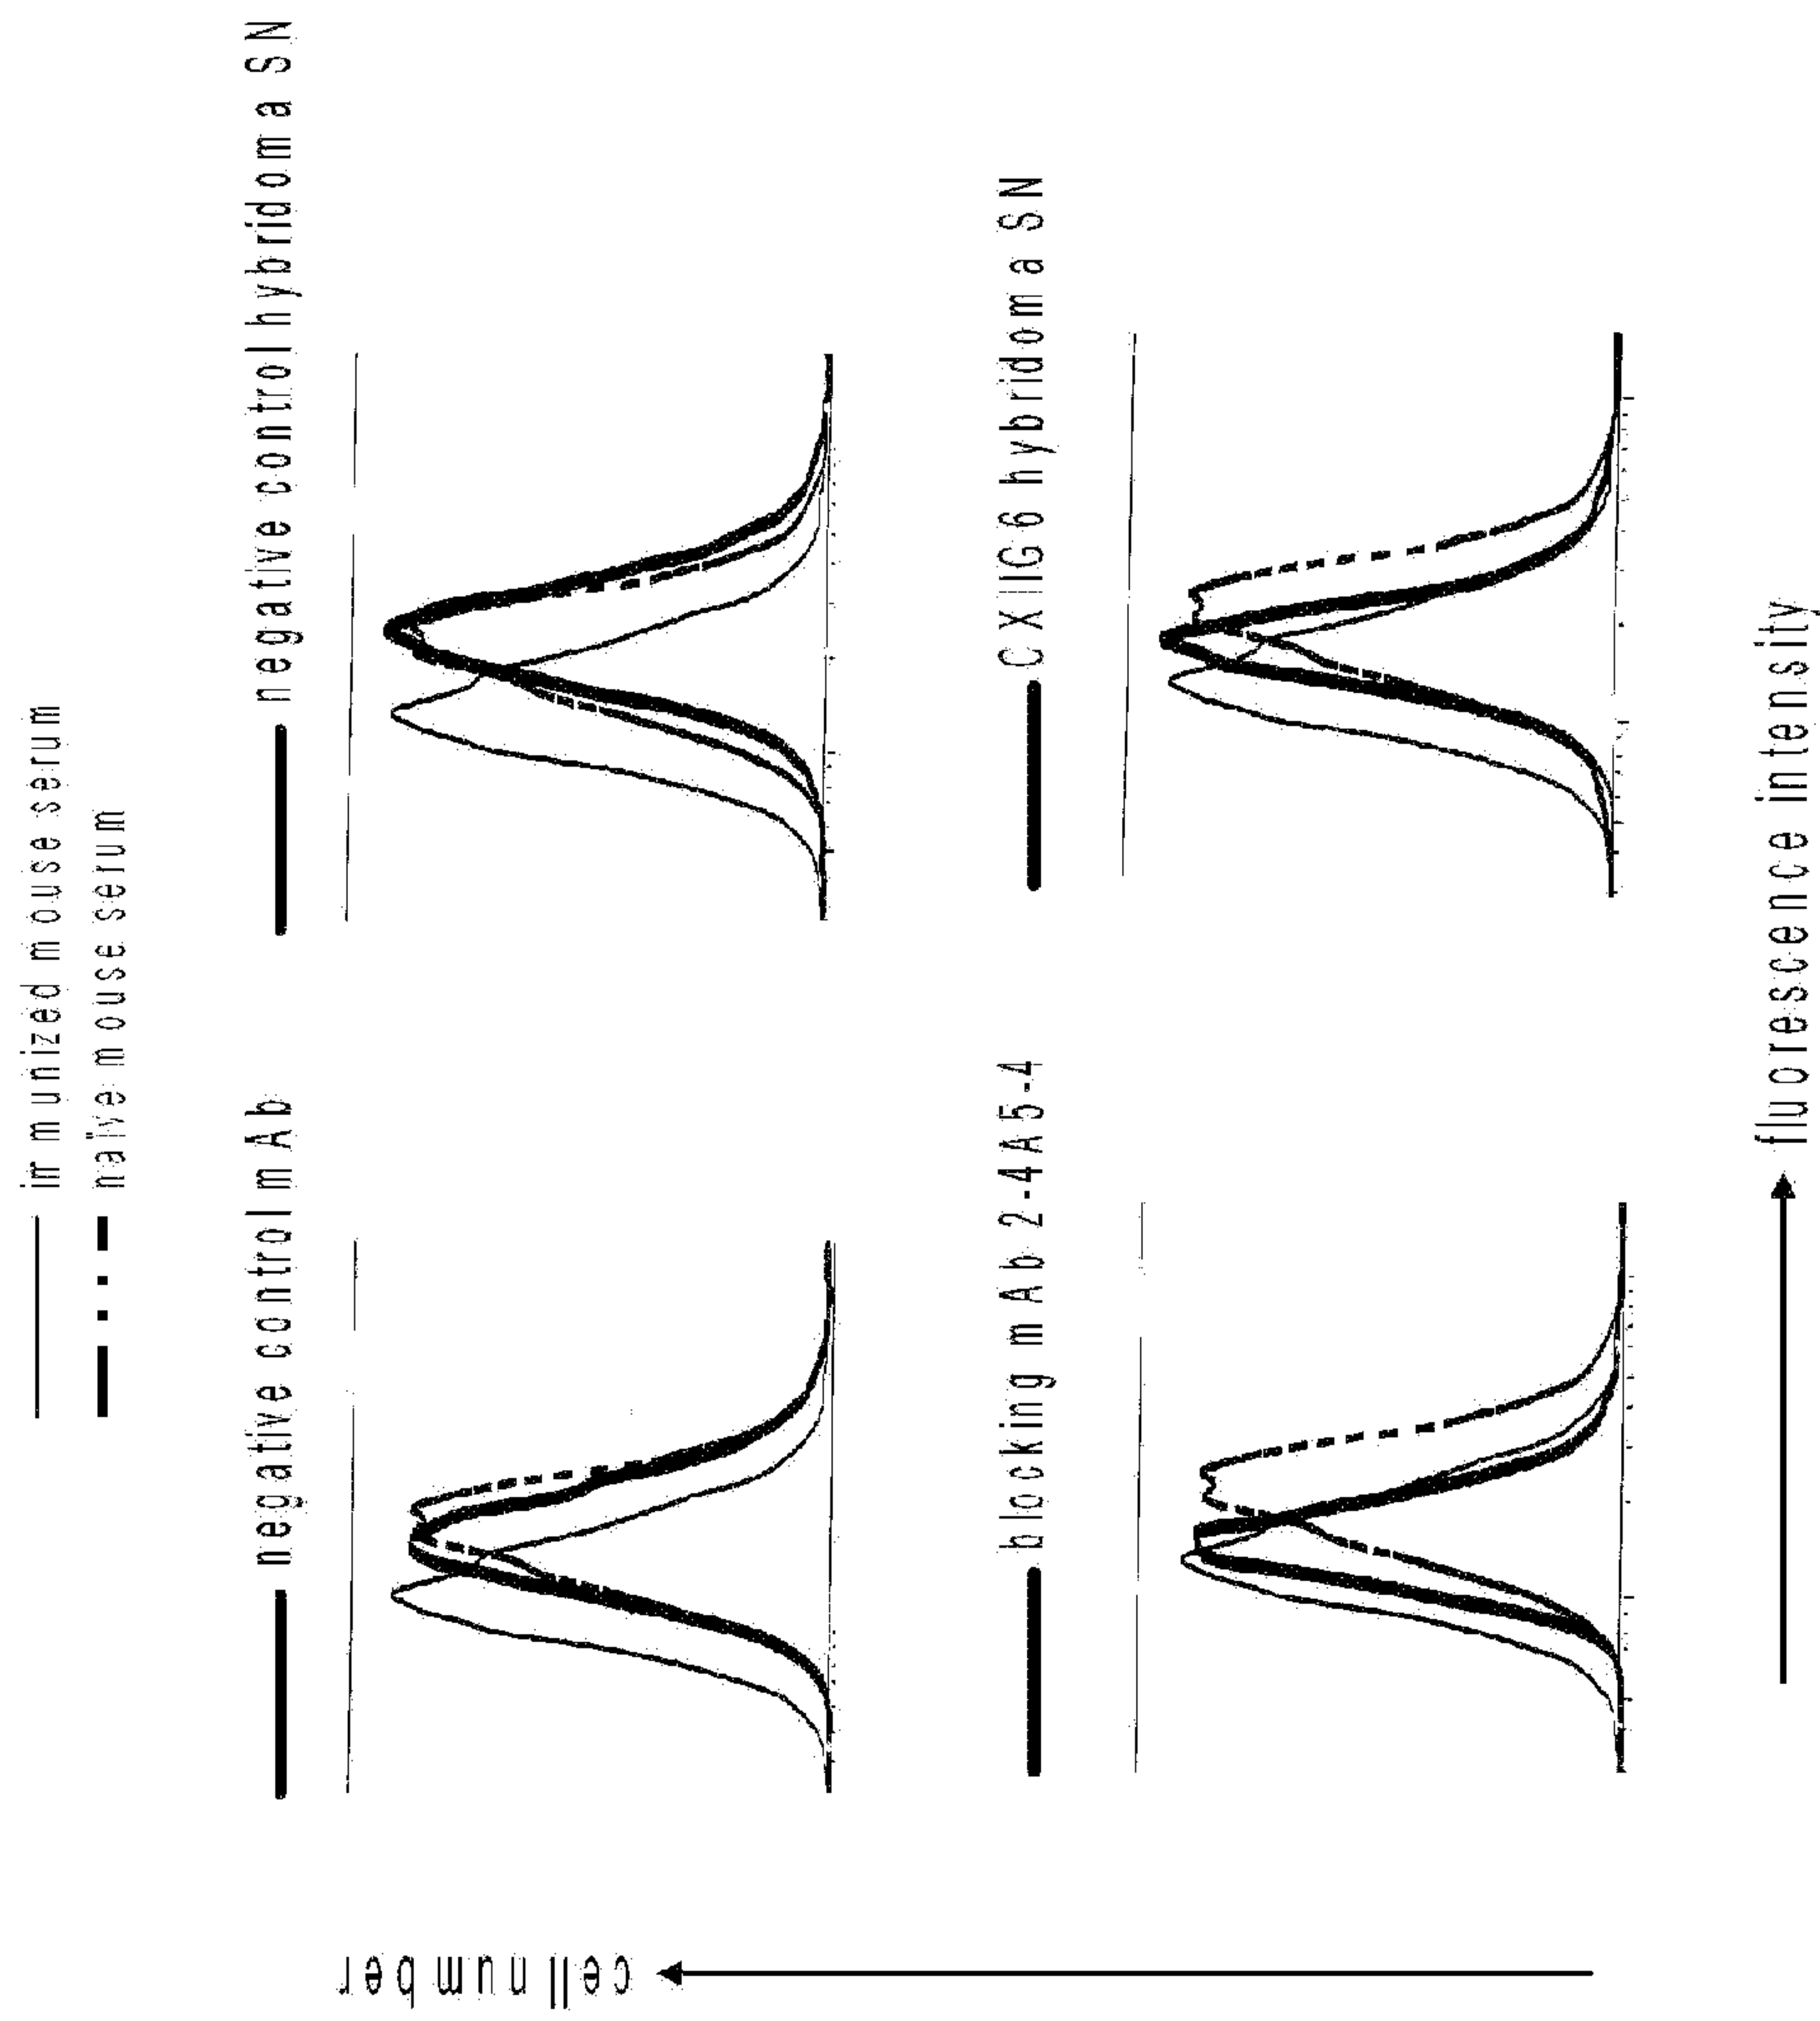 immunized mouse serum
naïve mouse serum
negative control mAb
negative control hybridoma SN
blocking mAb 2-4A5-4
CXIIG6 hybridoma SN
cell number
fluorescence intensity